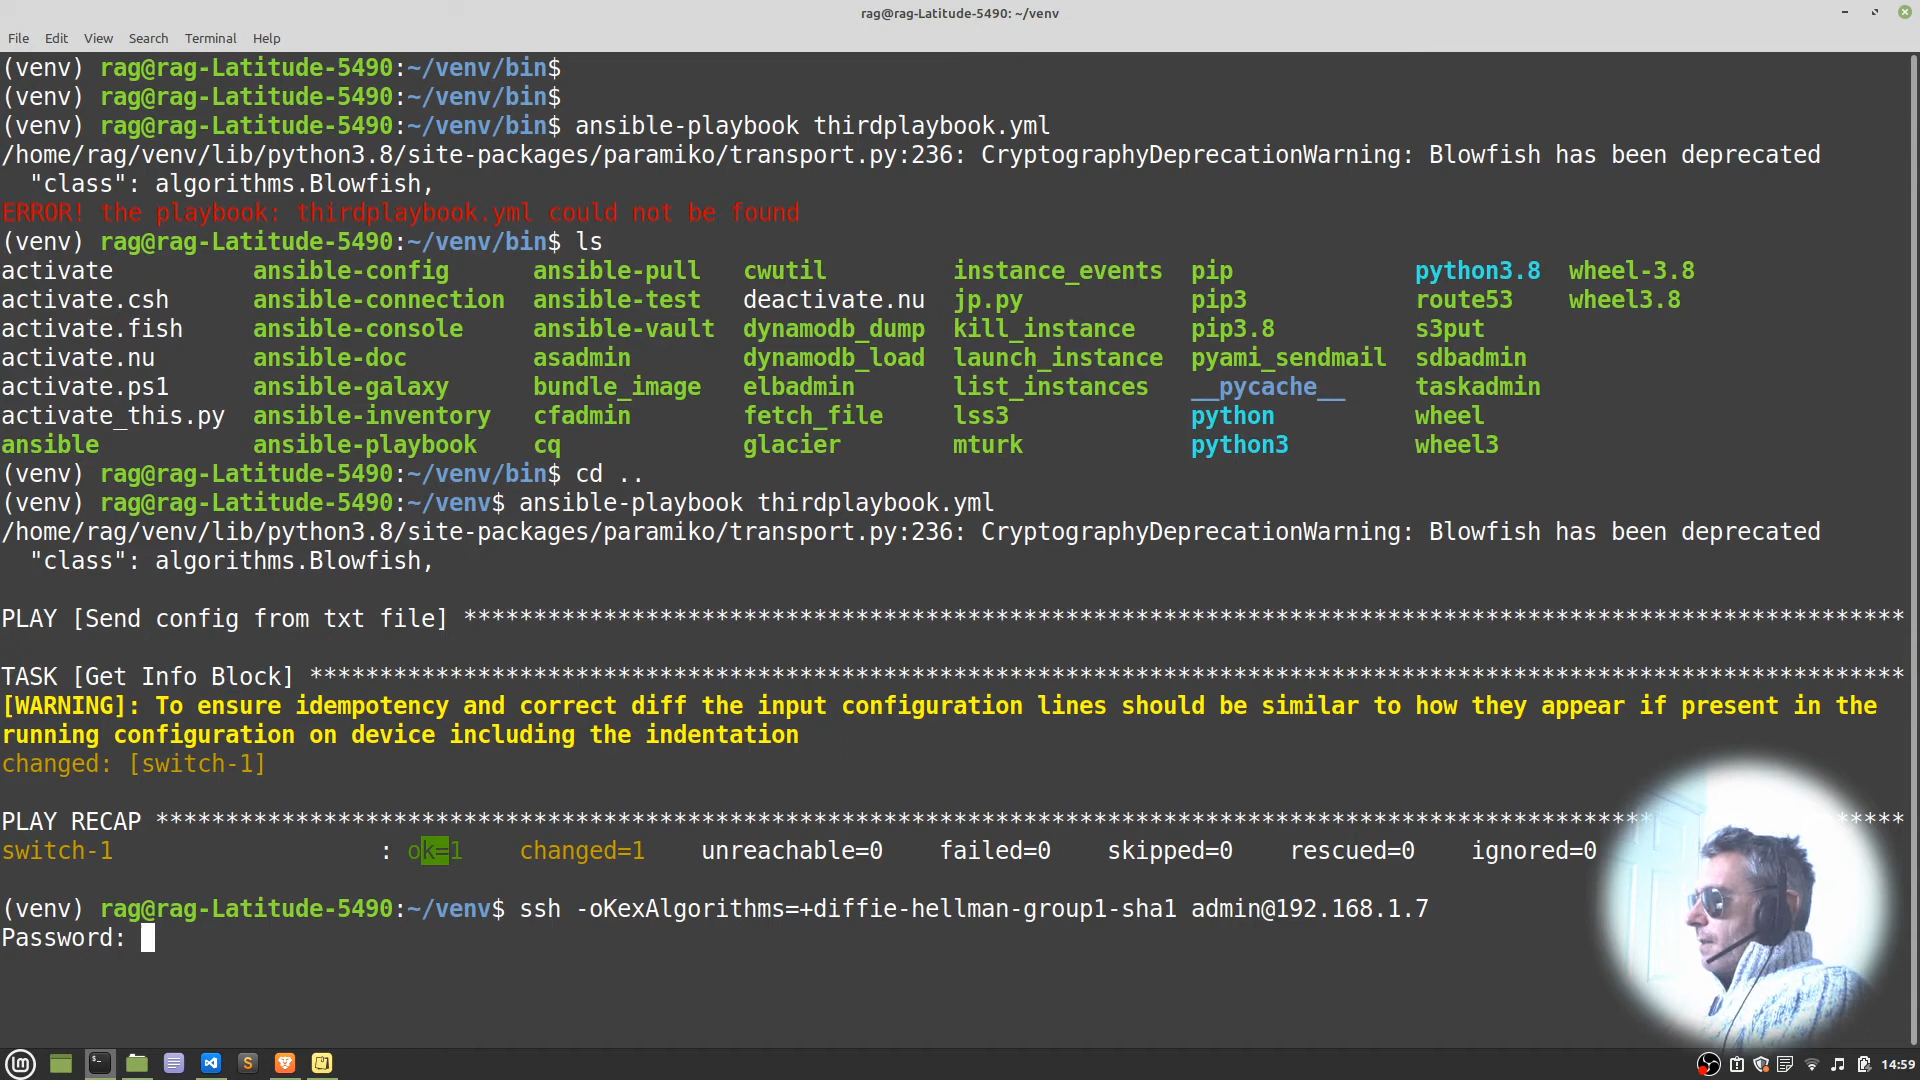 rag@rag-Latitude-5490: ~/venv
File Edit View Search Terminal Help
(venv) rag@rag-Latitude-5490:~/venv/bin$
(venv) rag@rag-Latitude-5490:~/venv/bin$
(venv) rag@rag-Latitude-5490:~/venv/bin$ ansible-playbook thirdplaybook.yml
/home/rag/venv/lib/python3.8/site-packages/paramiko/transport.py:236: CryptographyDeprecationWarning: Blowfish has been deprecated
"class": algorithms.Blowfish,
ERROR! the playbook: thirdplaybook.yml could not be found
(venv) rag@rag-Latitude-5490:~/venv/bin$ ls
activate ansible-config ansible-pull cwutil instance_events pip python3.8 wheel-3.8
activate.csh ansible-connection ansible-test deactivate.nu jp.py pip3 route53 wheel3.8
activate.fish ansible-console ansible-vault dynamodb_dump kill_instance pip3.8 s3put
activate.nu ansible-doc asadmin dynamodb_load launch_instance pyami_sendmail sdbadmin
activate.ps1 ansible-galaxy bundle_image elbadmin list_instances __pycache__ taskadmin
activate_this.py ansible-inventory cfadmin fetch_file lss3 python wheel
ansible ansible-playbook cq glacier mturk python3 wheel3
(venv) rag@rag-Latitude-5490:~/venv/bin$ cd ..
(venv) rag@rag-Latitude-5490:~/venv$ ansible-playbook thirdplaybook.yml
/home/rag/venv/lib/python3.8/site-packages/paramiko/transport.py:236: CryptographyDeprecationWarning: Blowfish has been deprecated
"class": algorithms.Blowfish,
PLAY [Send config from txt file] *******************************************************************************************************
TASK [Get Info Block] ******************************************************************************************************************
[WARNING]: To ensure idempotency and correct diff the input configuration lines should be similar to how they appear if present in the
running configuration on device including the indentation
changed: [switch-1]
PLAY RECAP *****************************************************************************************************************************
switch-1 : ok=1 changed=1 unreachable=0 failed=0 skipped=0 rescued=0 ignored=0
(venv) rag@rag-Latitude-5490:~/venv$ ssh -oKexAlgorithms=+diffie-hellman-group1-sha1 admin@192.168.1.7
Password:
14:59